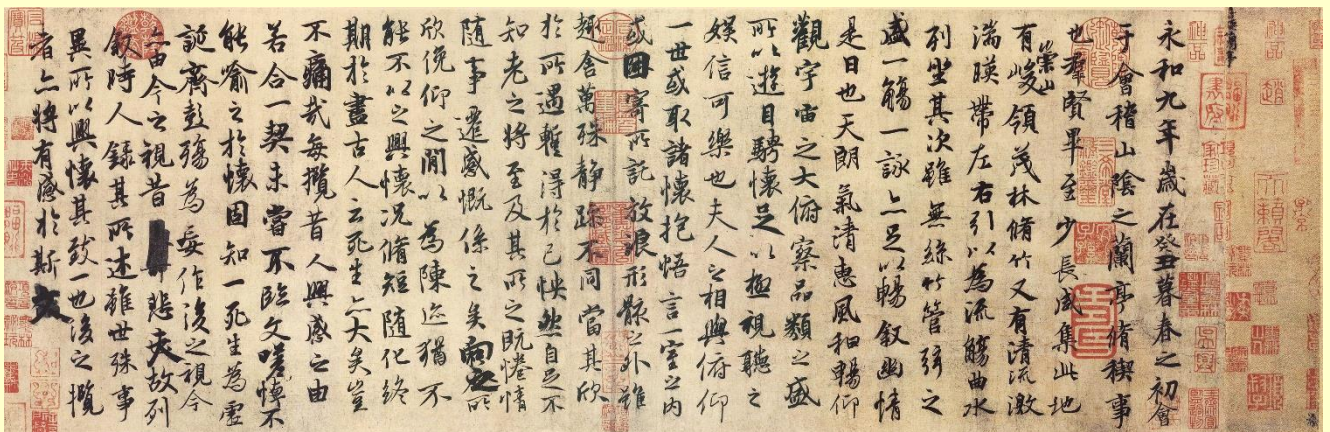 永和九年歲在癸丑暮春之初會
于會稽山陰之蘭亭脩稧事
也羣賢畢至少長咸集此地
有崇山峻領茂林脩竹又有清流激
湍暎帶左右引以為流觴曲水
列坐其次雖無絲竹管弦之
盛一觴一詠亦足以暢敘幽情
是日也天朗氣清惠風和暢仰
觀宇宙之大俯察品類之盛
所以遊目騁懷足以極視聽之
娛信可樂也夫人之相與俯仰
一世或取諸懷抱悟言一室之內
或因寄所託放浪形骸之外雖
趣舍萬殊靜躁不同當其欣
於所遇蹔得於己怏然自足不
知老之將至及其所之既惓情
隨事遷感慨係之矣向之所
欣俛仰之閒以為陳迹猶不
能不以之興懷況脩短隨化終
期於盡古人云死生亦大矣豈
不痛哉每攬昔人興感之由
若合一契未嘗不臨文嗟悼不
能喻之於懷固知一死生為虛
誕齊彭殤為妄作後之視今
亦由今之視昔悲夫故列
敘時人錄其所述雖世殊事
異所以興懷其致一也後之攬
者亦將有感於斯文